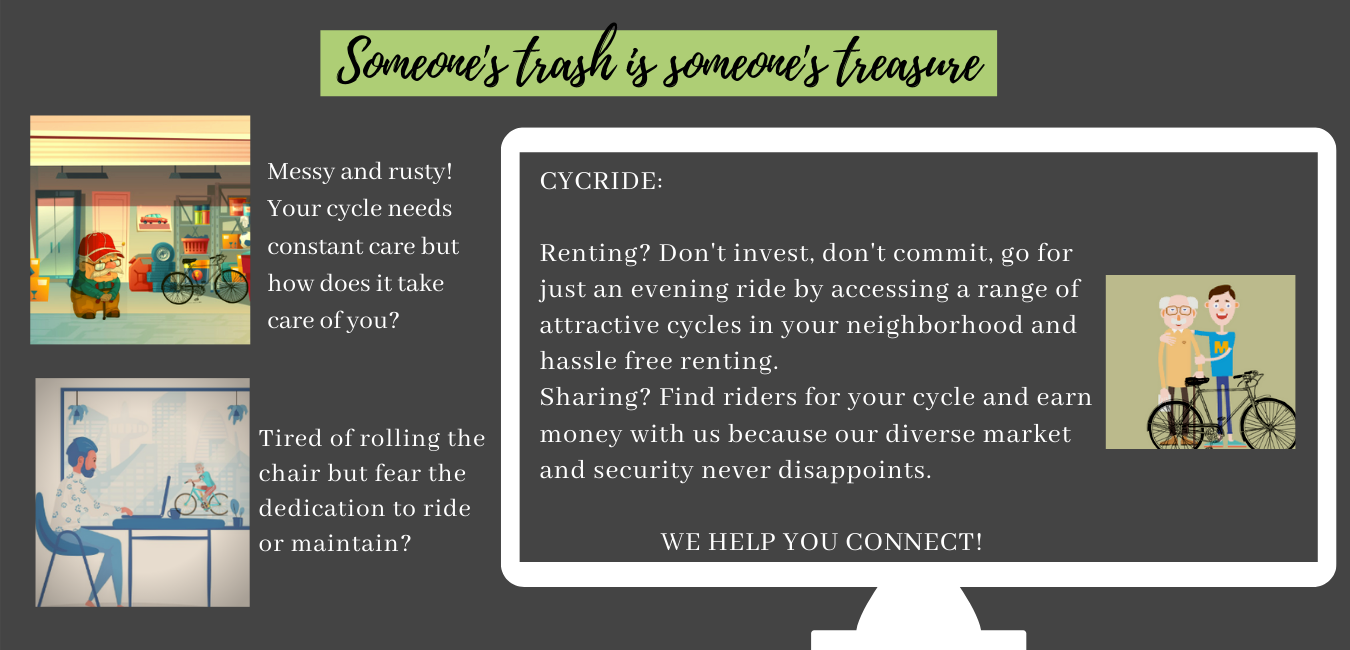 Someone's trash is someone's treasure
Messy and rusty!
Your cycle needs
constant care but
how does it take
care of you?
Tired of rolling the
chair but fear the
dedication to ride
or maintain?
CYCRIDE:
Renting? Don't invest, don't commit, go for
just an evening ride by accessing a range of
attractive cycles in your neighborhood and
hassle free renting.
Sharing? Find riders for your cycle and earn
money with us because our diverse market
and security never disappoints.
WE HELP YOU CONNECT!
M